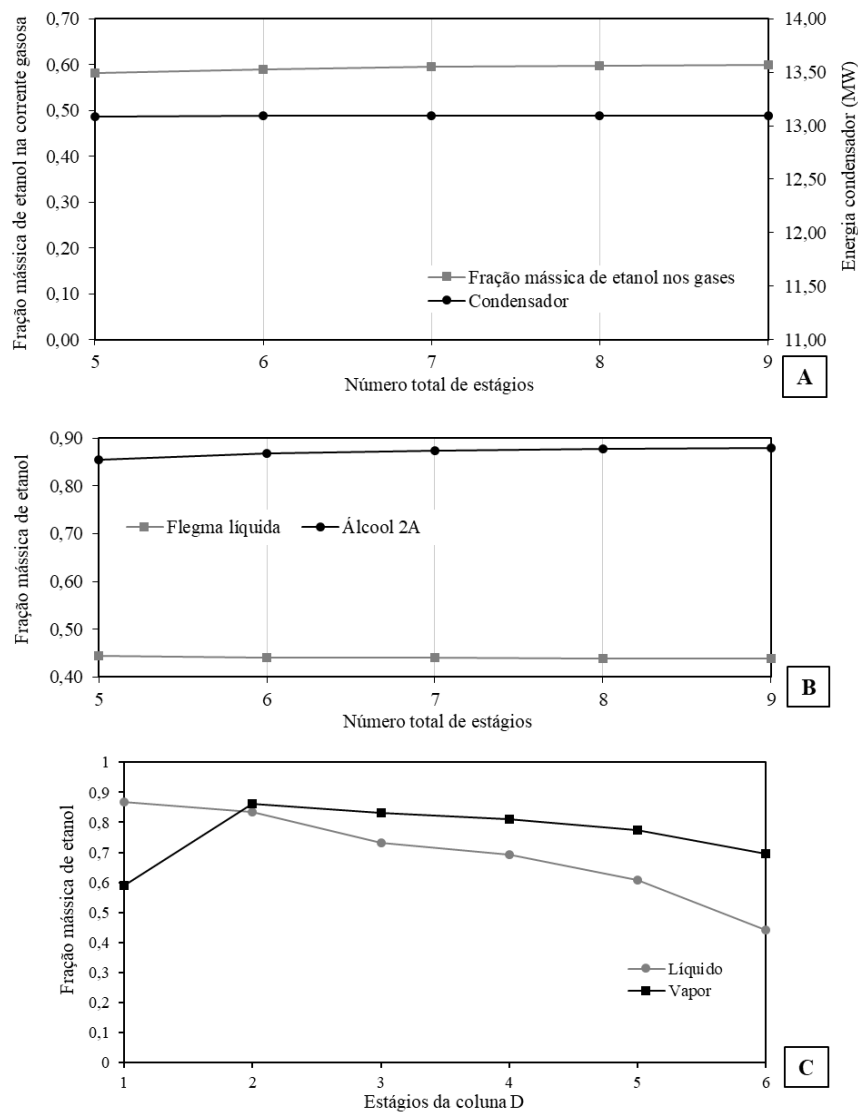 Fração mássica de etanol na corrente gasosa
0,70
0,60
0,50
0,40
0,30
0,20
0,10
0,00
14,00
13,50
13,00
12,50
12,00
11,50
11,00
Energia condensador (MW)
Fração mássica de etanol nos gases
Condensador
5 6 7 8 9
Número total de estágios
A
Fração mássica de etanol
0,90
0,80
0,70
0,60
0,50
0,40
Flegma líquida Álcool 2A
5 6 7 8 9
Número total de estágios
B
Fração mássica de etanol
1
0,9
0,8
0,7
0,6
0,5
0,4
0,3
0,2
0,1
0
Líquido
Vapor
1 2 3 4 5 6
Estágios da coluna D
C